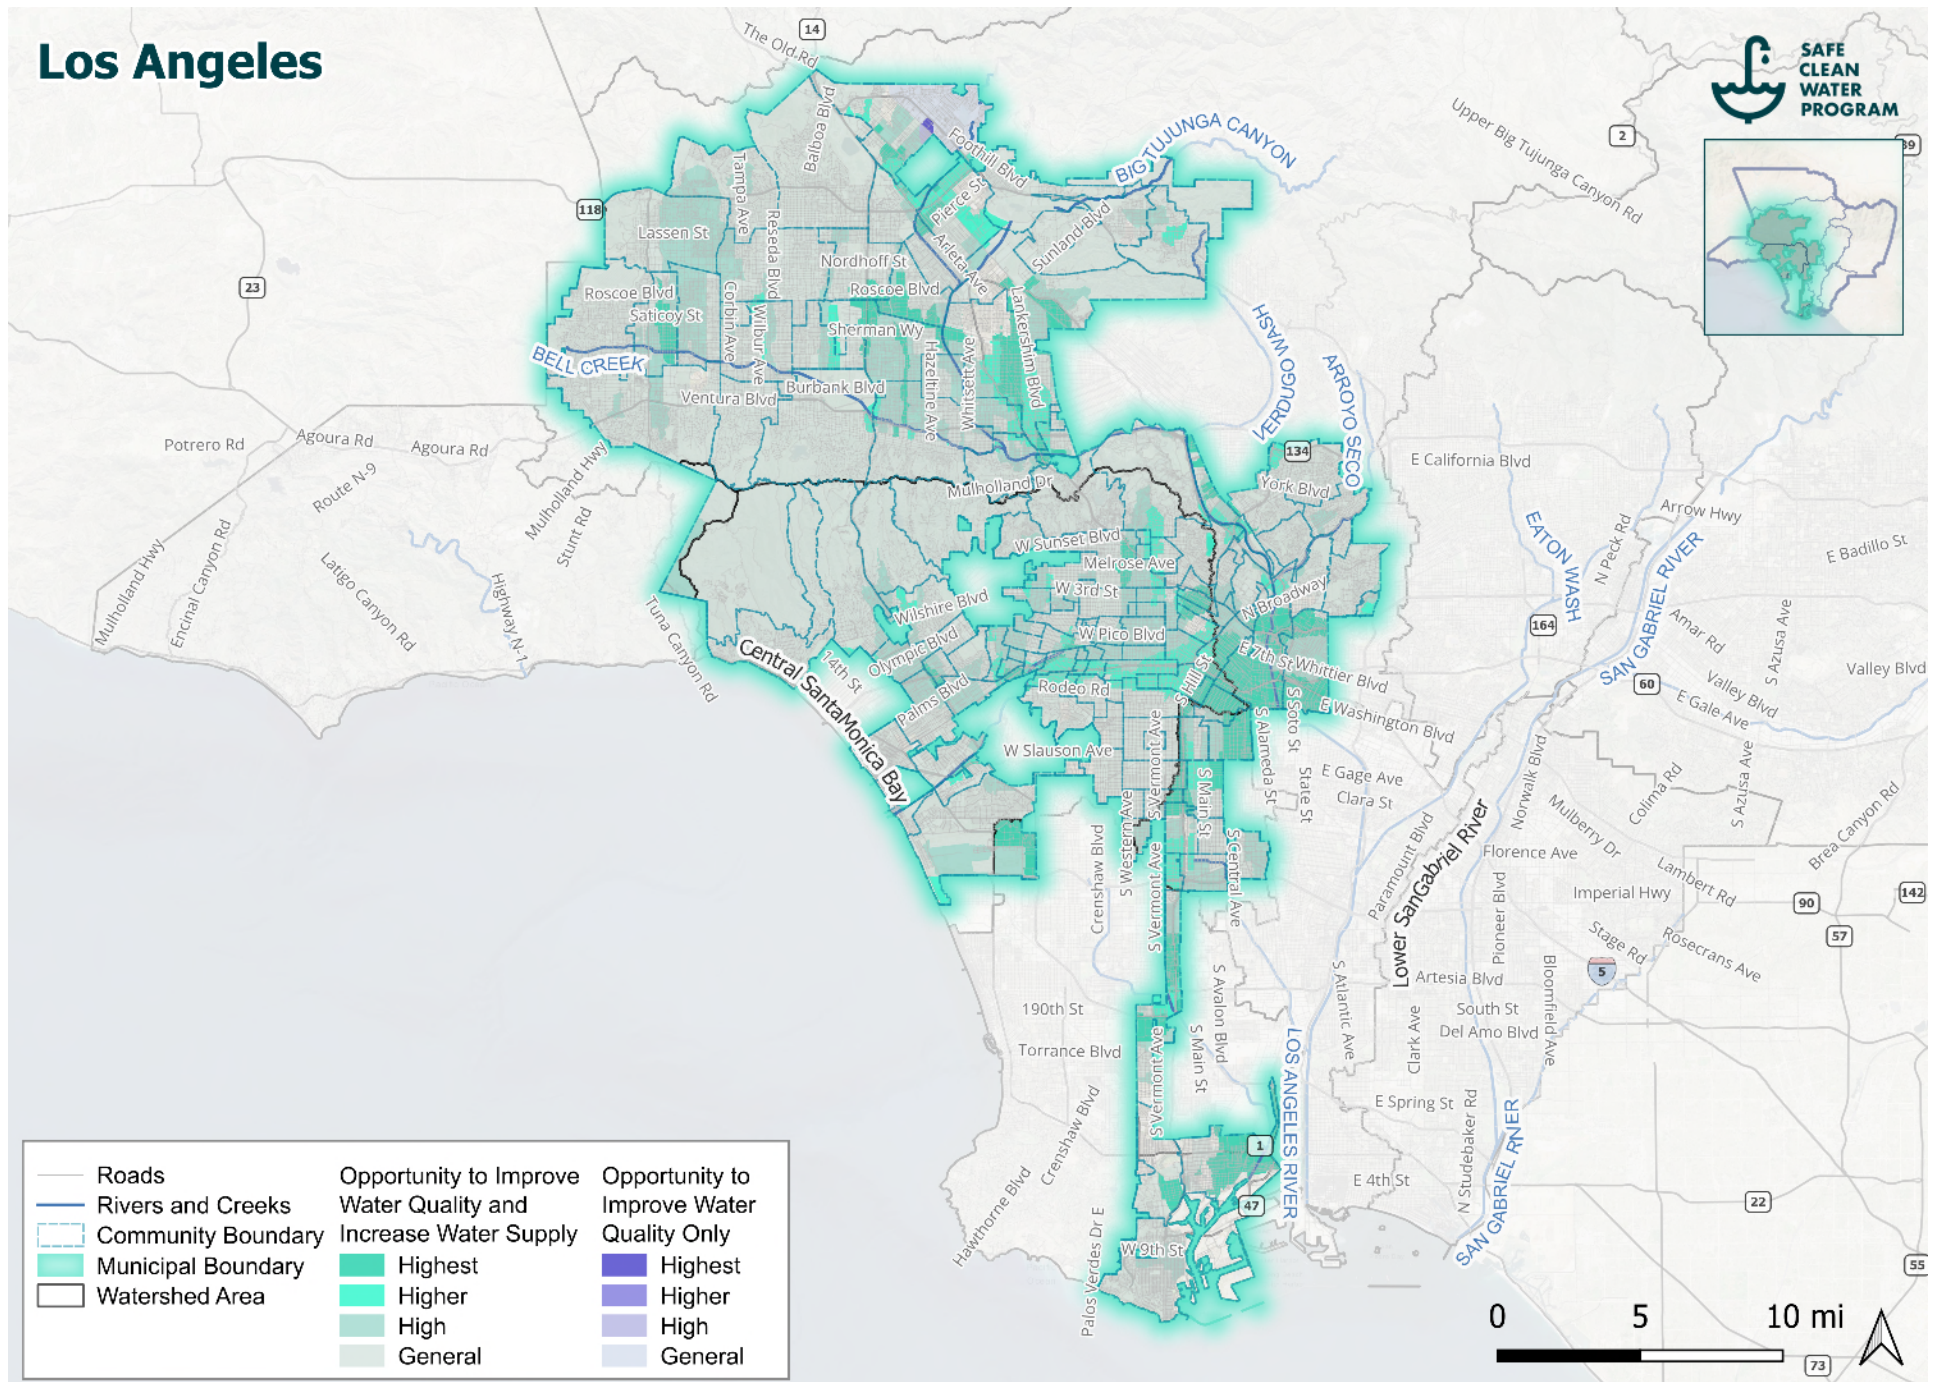 Los Angeles
SAFE
CLEAN
WATER
PROGRAM
14
The Old Rd
Balboa Blvd
Foothill Blvd
BIG TUJUNGA CANYON
Upper Big Tujunga Canyon Rd
2
39
118
Tampa Ave
Reseda Blvd
Pierce St
Arleta Ave
Sunland Blvd
Lassen St
Nordhoff St
23
Roscoe Blvd
Roscoe Blvd
Saticoy St
Corbin Ave
Wilbur Ave
Sherman Wy
Hazeltine Ave
Whitsett Ave
Lankershim Blvd
VERDUGO WASH
ARROYO SECO
BELL CREEK
Burbank Blvd
Ventura Blvd
Potrero Rd
Agoura Rd
Agoura Rd
Route N-9
Mulholland Hwy
Stunt Rd
Mulholland Dr
134
York Blvd
E California Blvd
Arrow Hwy
EATON WASH
N Peck Rd
SAN GABRIEL RIVER
E Badillo St
Mulholland Hwy
Encinal Canyon Rd
Latigo Canyon Rd
Highway N-1
Tuna Canyon Rd
W Sunset Blvd
Melrose Ave
W 3rd St
N Broadway
Wilshire Blvd
W Pico Blvd
Olympic Blvd
E 7th St
Whittier Blvd
164
Amar Rd
S Azusa Ave
Valley Blvd
Valley Blvd
60
E Gale Ave
Central SantaMonica Bay
14th St
Palms Blvd
Rodeo Rd
S Hill St
E Washington Blvd
S Soto St
S Alameda St
W Slauson Ave
S Vermont Ave
S Main St
State St
E Gage Ave
Clara St
Norwalk Blvd
Mulberry Dr
Colima Rd
S Azusa Ave
Brea Canyon Rd
Crenshaw Blvd
S Western Ave
S Vermont Ave
S Central Ave
Paramount Blvd
Lower SanGabriel River
Florence Ave
Lambert Rd
Imperial Hwy
90
142
57
Pioneer Blvd
Stage Rd
Rosecrans Ave
5
Artesia Blvd
Bloomfield Ave
South St
Del Amo Blvd
Clark Ave
S Atlantic Ave
S Avalon Blvd
190th St
Torrance Blvd
S Vermont Ave
S Main St
LOS ANGELES RIVER
E Spring St
N Studebaker Rd
Crenshaw Blvd
Hawthorne Blvd
1
47
E 4th St
SAN GABRIEL RIVER
22
55
73
W 9th St
Palos Verdes Dr E
Roads
Rivers and Creeks
Community Boundary
Municipal Boundary
Watershed Area
Opportunity to Improve
Water Quality and
Increase Water Supply
Highest
Higher
High
General
Opportunity to
Improve Water
Quality Only
Highest
Higher
High
General
0 5 10 mi